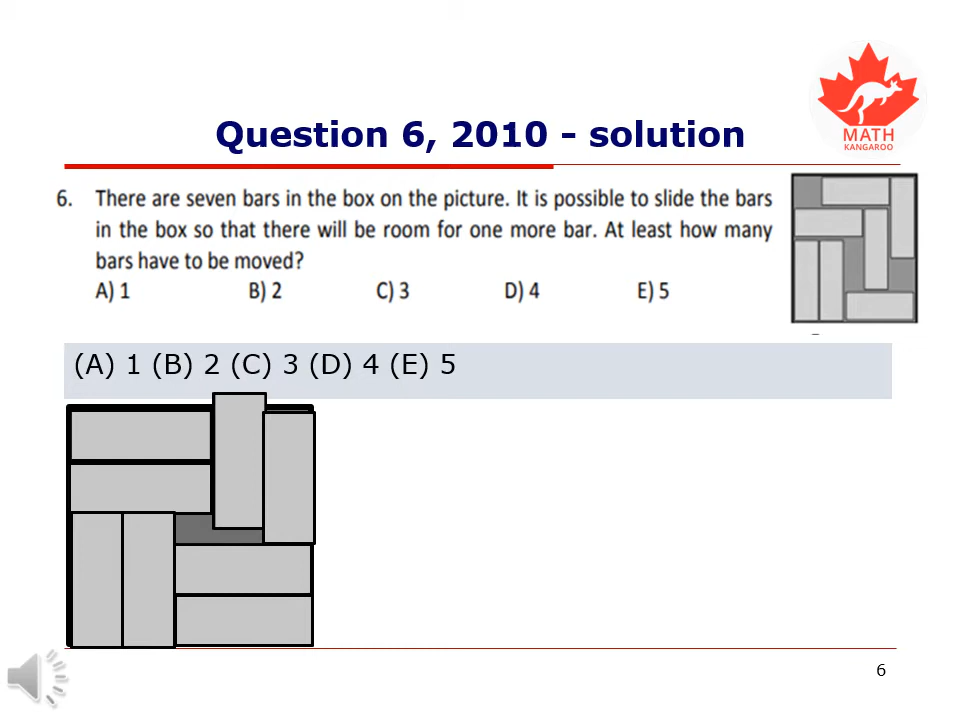 MATH
KANGAROO
Question 6, 2010 - solution
6. There are seven bars in the box on the picture. It is possible to slide the bars
in the box so that there will be room for one more bar. At least how many
bars have to be moved?
A) 1 B) 2 C) 3 D) 4 E) 5
(A) 1 (B) 2 (C) 3 (D) 4 (E) 5
6